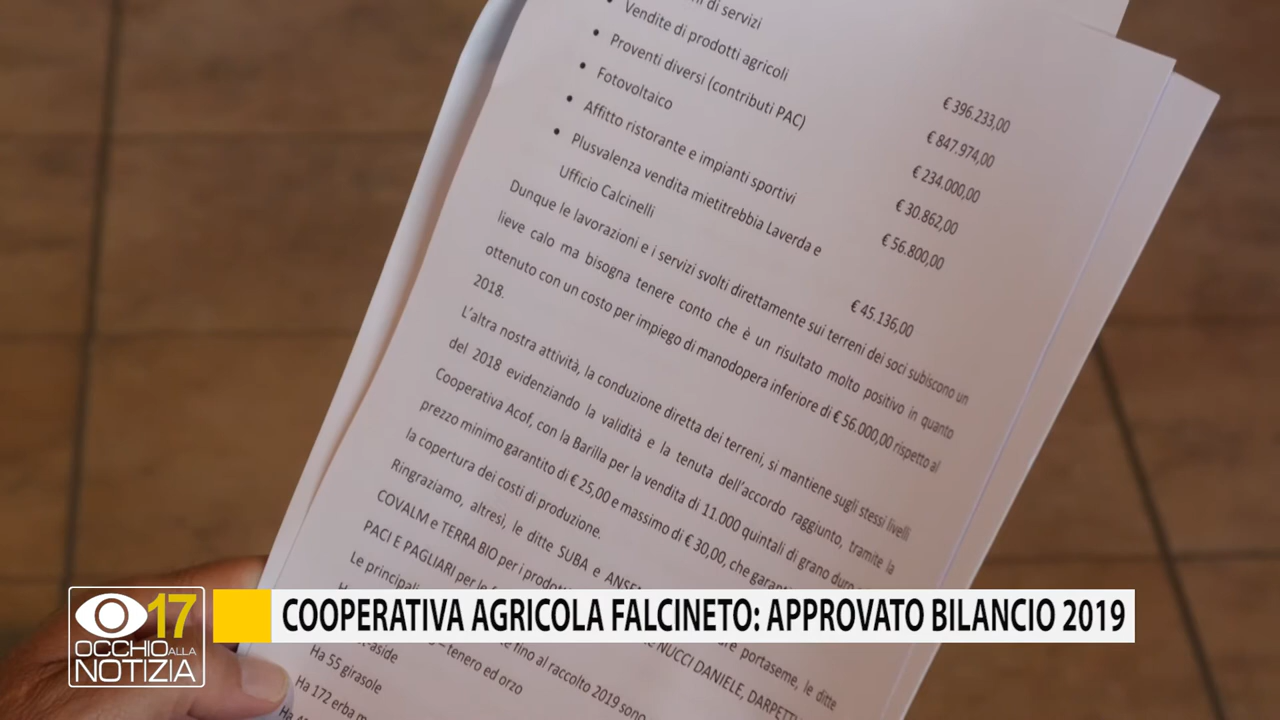 di servizi
Vendite di prodotti agricoli
€ 396.233,00
Proventi diversi (contributi PAC)
€ 847.974,00
Fotovoltaico
€ 234.000,00
Affitto ristorante e impianti sportivi
€ 30.862,00
Plusvalenza vendita mietitrebbia Laverda e
€ 56.800,00
Ufficio Calcinelli
€ 45.136,00
Dunque le lavorazioni e i servizi svolti direttamente sui terreni dei soci subiscono un
lieve calo ma bisogna tenere conto che è un risultato molto positivo in quanto
ottenuto con un costo per impiego di manodopera inferiore di € 56.000,00 rispetto al
2018.
L'altra nostra attività, la conduzione diretta dei terreni, si mantiene sugli stessi livelli
del 2018 evidenziando la validità e la tenuta dell'accordo raggiunto, tramite la
Cooperativa Acof, con la Barilla per la vendita di 11.000 quintali di grano duro
prezzo minimo garantito di € 25,00 e massimo di € 30,00, che
la copertura dei costi di produzione.
Ringraziamo, altresì, le ditte SUBA e portaseme, le ditte
COVALM e TERRA BIO per i NUCCI DANIELE,
PACI E PAGLIARI per
Le principali fino al raccolto 2019 sono
tenero ed orzo
Ha 55 girasole
Ha 172 erba
17
OCCHIO ALLA
NOTIZIA
COOPERATIVA AGRICOLA FALCINETO: APPROVATO BILANCIO 2019